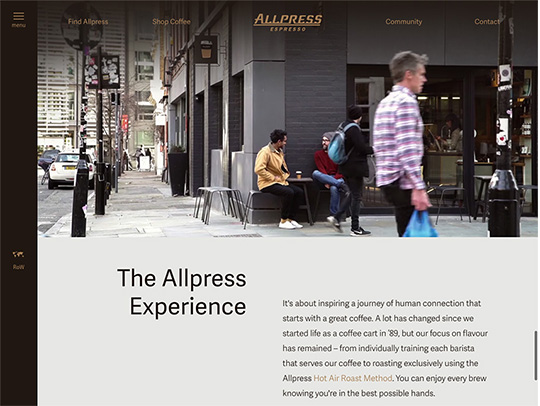 menu
Find Allpress
Shop Coffee
ALLPRESS
ESPRESSO
Community
Contact
RoW
The Allpress
Experience
It's about inspiring a journey of human connection that
starts with a great coffee. A lot has changed since we
started life as a coffee cart in '89, but our focus on flavour
has remained – from individually training each barista
that serves our coffee to roasting exclusively using the
Allpress Hot Air Roast Method. You can enjoy every brew
knowing you're in the best possible hands.